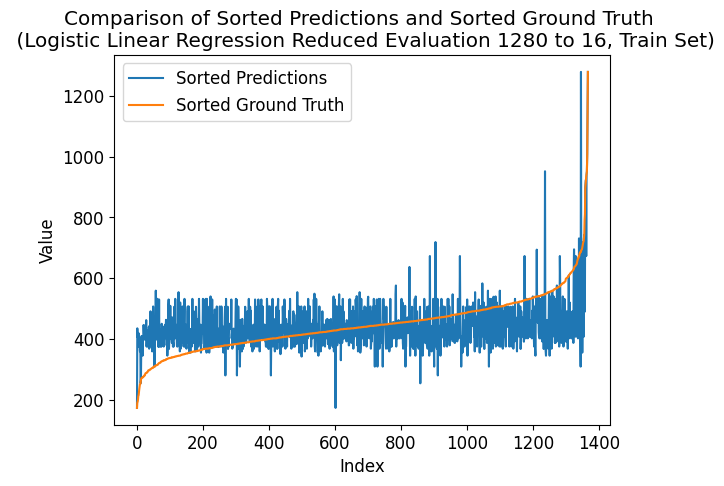 Comparison of Sorted Predictions and Sorted Ground Truth
(Logistic Linear Regression Reduced Evaluation 1280 to 16, Train Set)
Sorted Predictions
Sorted Ground Truth
1200
1000
800
600
400
200
Value
0 200 400 600 800 1000 1200 1400
Index